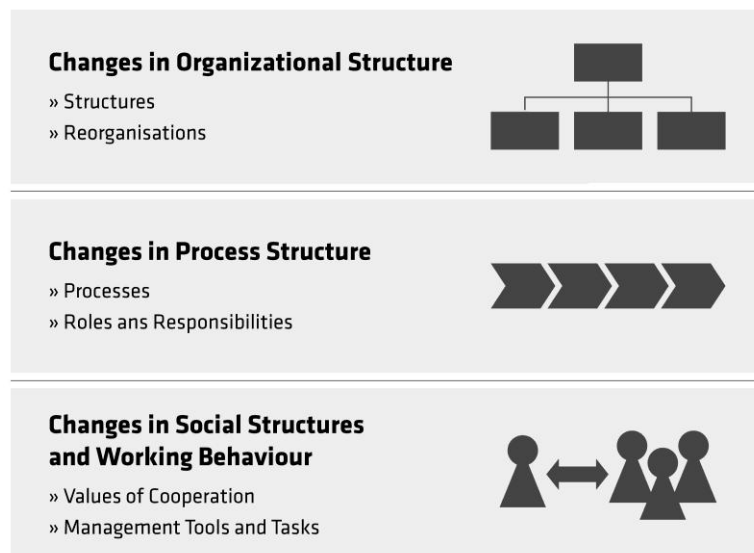 Changes in Organizational Structure
» Structures
» Reorganisations
Changes in Process Structure
» Processes
» Roles ans Responsibilities
Changes in Social Structures
and Working Behaviour
» Values of Cooperation
» Management Tools and Tasks